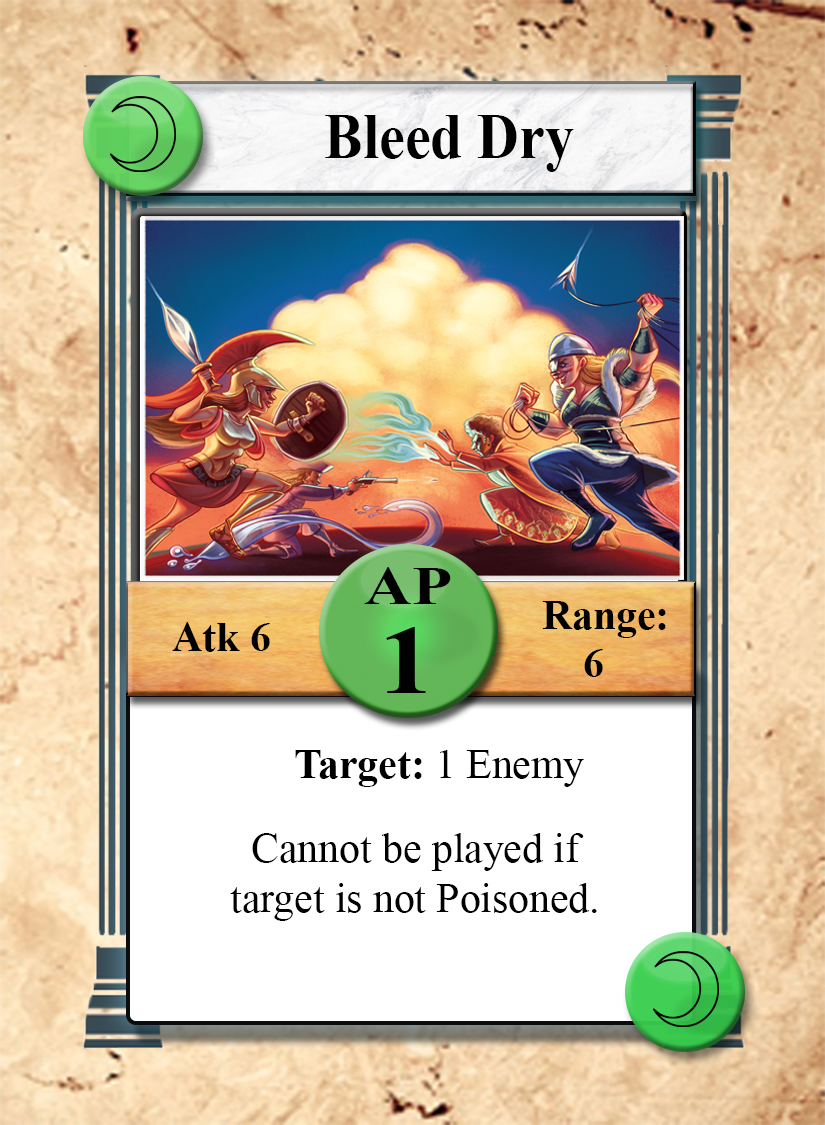 Bleed Dry
Atk 6
AP
1
Range:
6
Target: 1 Enemy
Cannot be played if
target is not Poisoned.